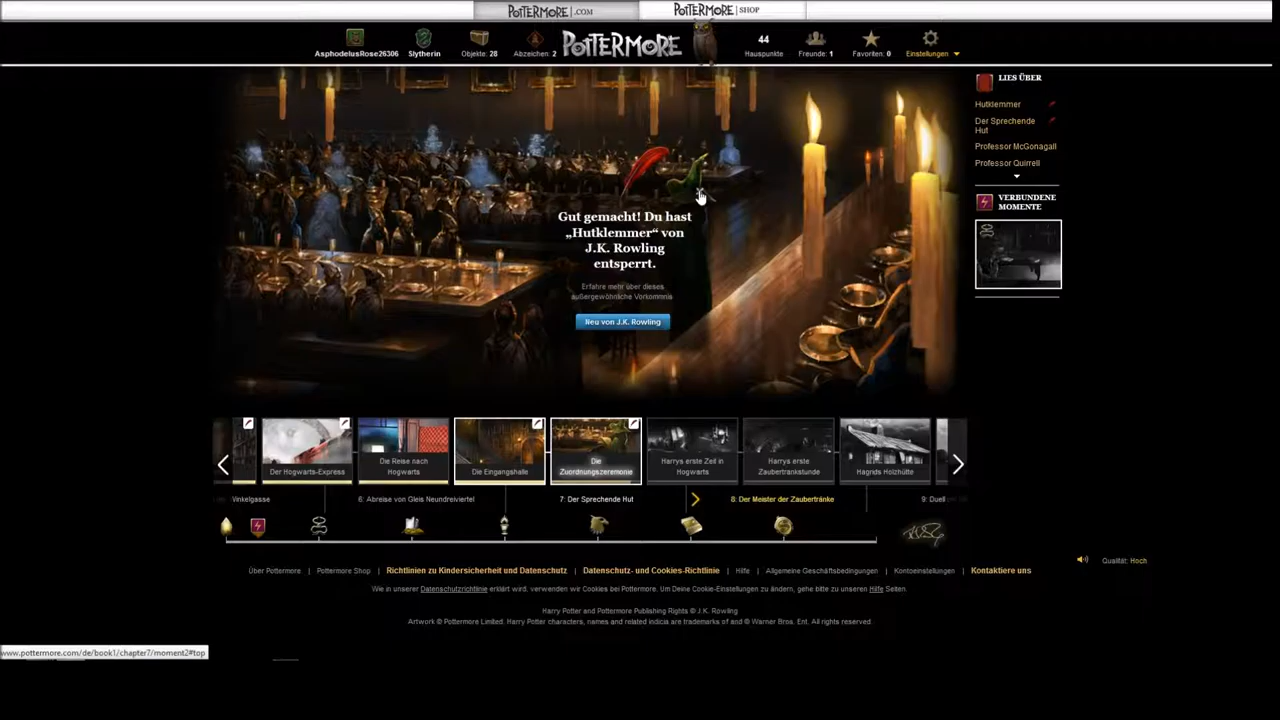 POTTERMORE .COM
POTTERMORE SHOP
AsphodelusRose26306
Slytherin
Objekte: 28
Abzeichen: 2
POTTERMORE
44
Hauspunkte
Freunde: 1
Favoriten: 0
Einstellungen
LIES ÜBER
Hutklemmer
Der Sprechende
Hut
Professor McGonagall
Professor Quirrell
VERBUNDENE
MOMENTE
Gut gemacht! Du hast
„Hutklemmer“ von
J.K. Rowling
entsperrt.
Erfahre mehr über dieses
außergewöhnliche Vorkommnis
Neu von J.K. Rowling
Der Hogwarts-Express
Die Reise nach
Hogwarts
Die Eingangshalle
Die
Zuordnungszeremonie
Harrys erste Zeit in
Hogwarts
Harrys erste
Zaubertrankstunde
Hagrids Holzhütte
Winkelgasse
6: Abreise von Gleis Neundreiviertel
7: Der Sprechende Hut
8: Der Meister der Zaubertränke
9: Duell
Über Pottermore | Pottermore Shop | Richtlinien zu Kindersicherheit und Datenschutz | Datenschutz- und Cookies-Richtlinie | Hilfe | Allgemeine Geschäftsbedingungen | Kontoeinstellungen | Kontaktiere uns
Qualität: Hoch
Wie in unserer Datenschutzrichtlinie erklärt wird, verwenden wir Cookies bei Pottermore. Um Deine Cookie-Einstellungen zu ändern, gehe bitte zu unseren Hilfe Seiten.
Harry Potter and Pottermore Publishing Rights © J.K. Rowling
Artwork © Pottermore Limited. Harry Potter characters, names and related indicia are trademarks of and © Warner Bros. Ent. All rights reserved.
www.pottermore.com/de/book1/chapter7/moment2#top